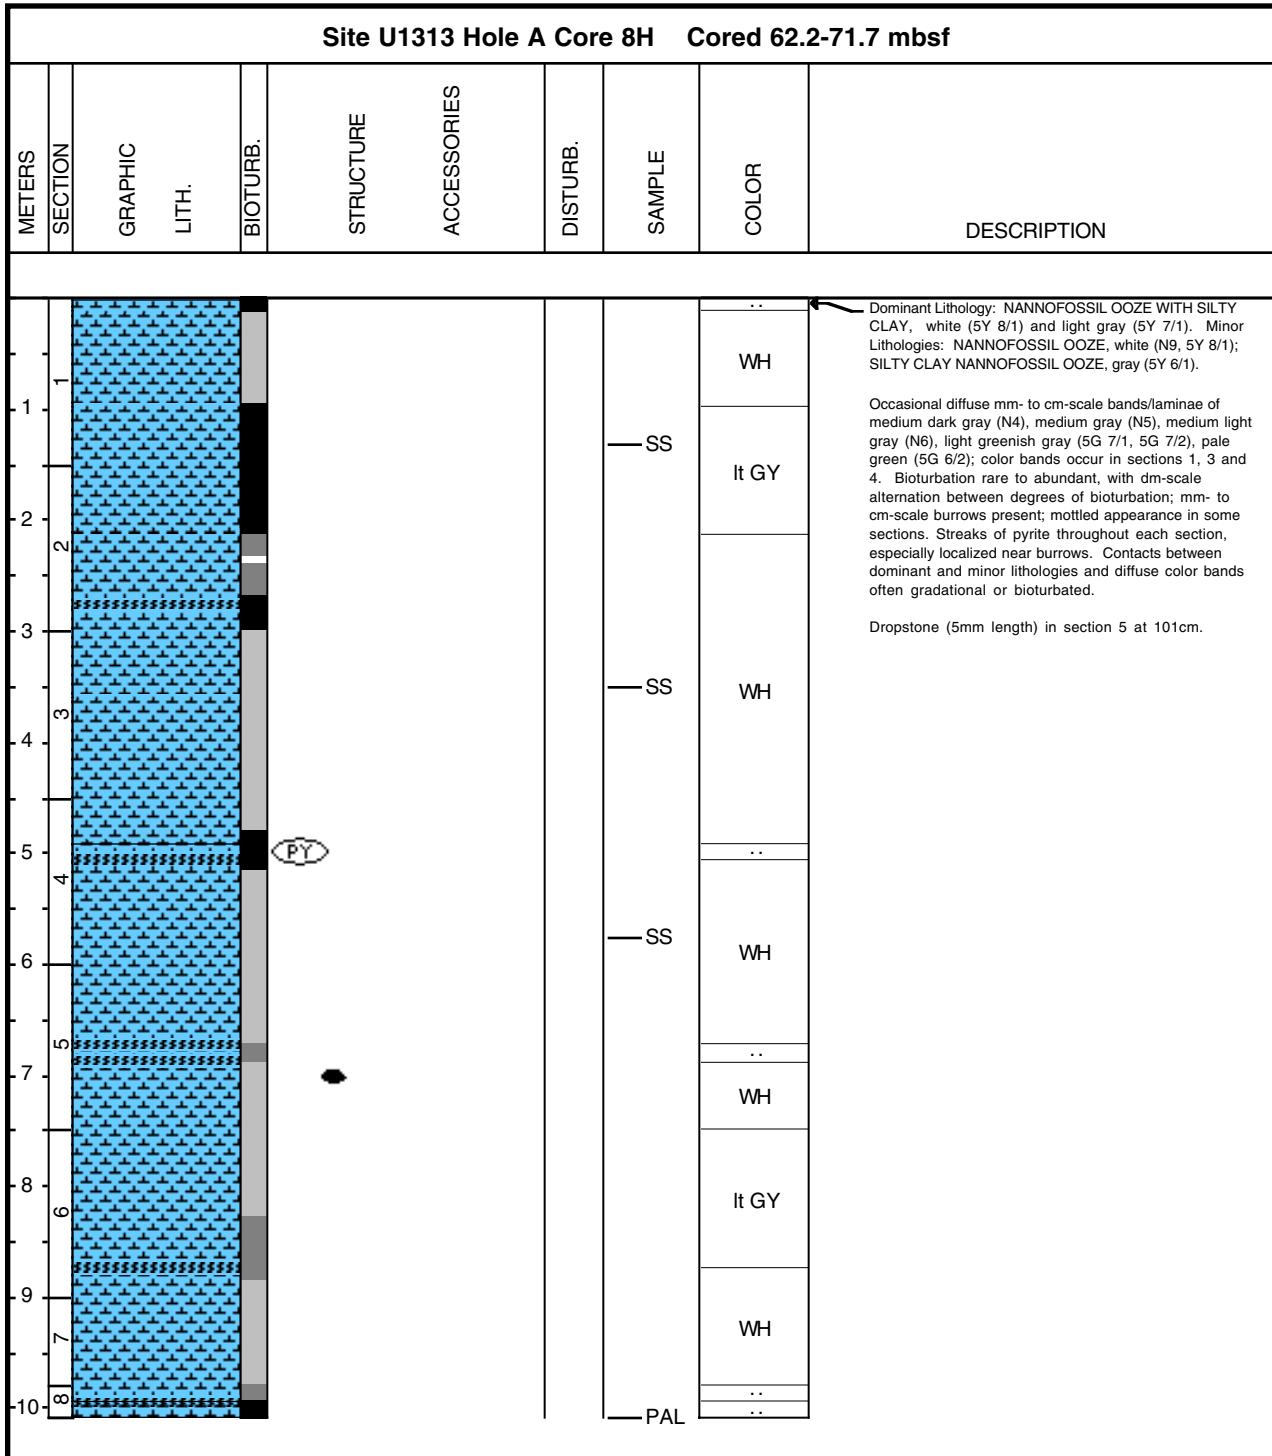 Site U1313 Hole A Core 8H Cored 62.2-71.7 mbsf
METERS
SECTION
GRAPHIC
LITH.
BIOTURB.
STRUCTURE
ACCESSORIES
DISTURB.
SAMPLE
COLOR
DESCRIPTION
Dominant Lithology: NANNOFOSSIL OOZE WITH SILTY
CLAY, white (5Y 8/1) and light gray (5Y 7/1). Minor
Lithologies: NANNOFOSSIL OOZE, white (N9, 5Y 8/1);
SILTY CLAY NANNOFOSSIL OOZE, gray (5Y 6/1).
Occasional diffuse mm- to cm-scale bands/laminae of
medium dark gray (N4), medium gray (N5), medium light
gray (N6), light greenish gray (5G 7/1, 5G 7/2), pale
green (5G 6/2); color bands occur in sections 1, 3 and
4. Bioturbation rare to abundant, with dm-scale
alternation between degrees of bioturbation; mm- to
cm-scale burrows present; mottled appearance in some
sections. Streaks of pyrite throughout each section,
especially localized near burrows. Contacts between
dominant and minor lithologies and diffuse color bands
often gradational or bioturbated.
Dropstone (5mm length) in section 5 at 101cm.
1
2
3
4
5
6
7
8
9
10
1
2
3
4
5
6
7
8
PY
SS
SS
SS
PAL
..
WH
lt GY
WH
..
WH
..
WH
lt GY
WH
..
..